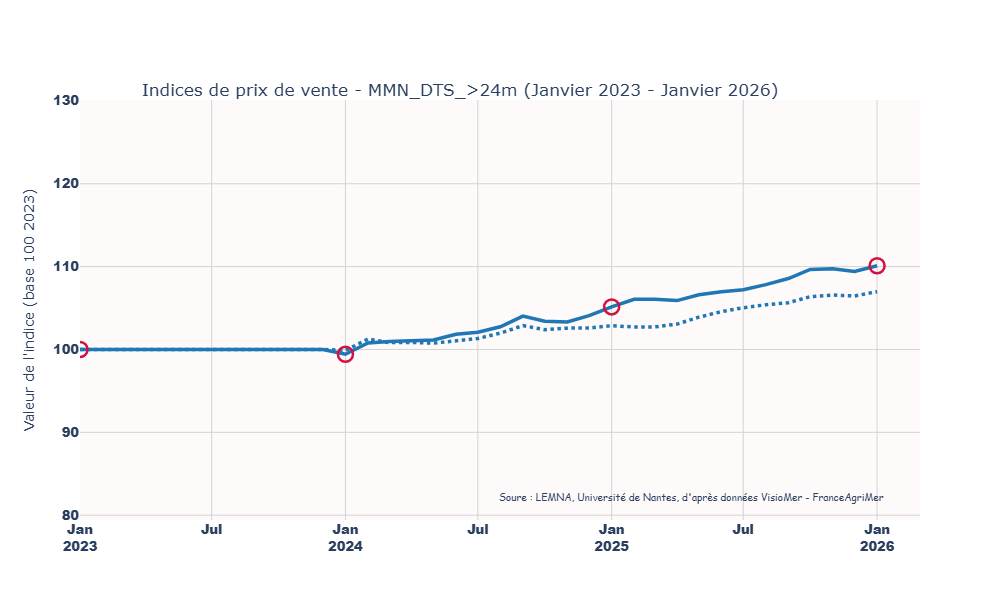 Indices de prix de vente - MMN_DTS_>24m (Janvier 2023 - Janvier 2026)
Valeur de l'indice (base 100 2023)
130
120
110
100
90
80
Soure : LEMNA, Université de Nantes, d'après données VisioMer - FranceAgriMer
Jan Jul Jan Jul Jan Jul Jan
2023 2024 2025 2026